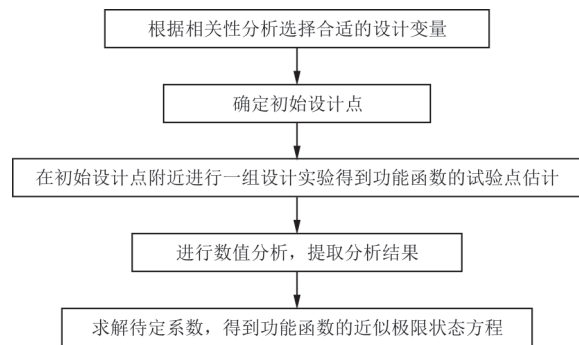 根据相关性分析选择合适的设计变量
确定初始设计点
在初始设计点附近进行一组设计实验得到功能函数的试验点估计
进行数值分析，提取分析结果
求解待定系数，得到功能函数的近似极限状态方程